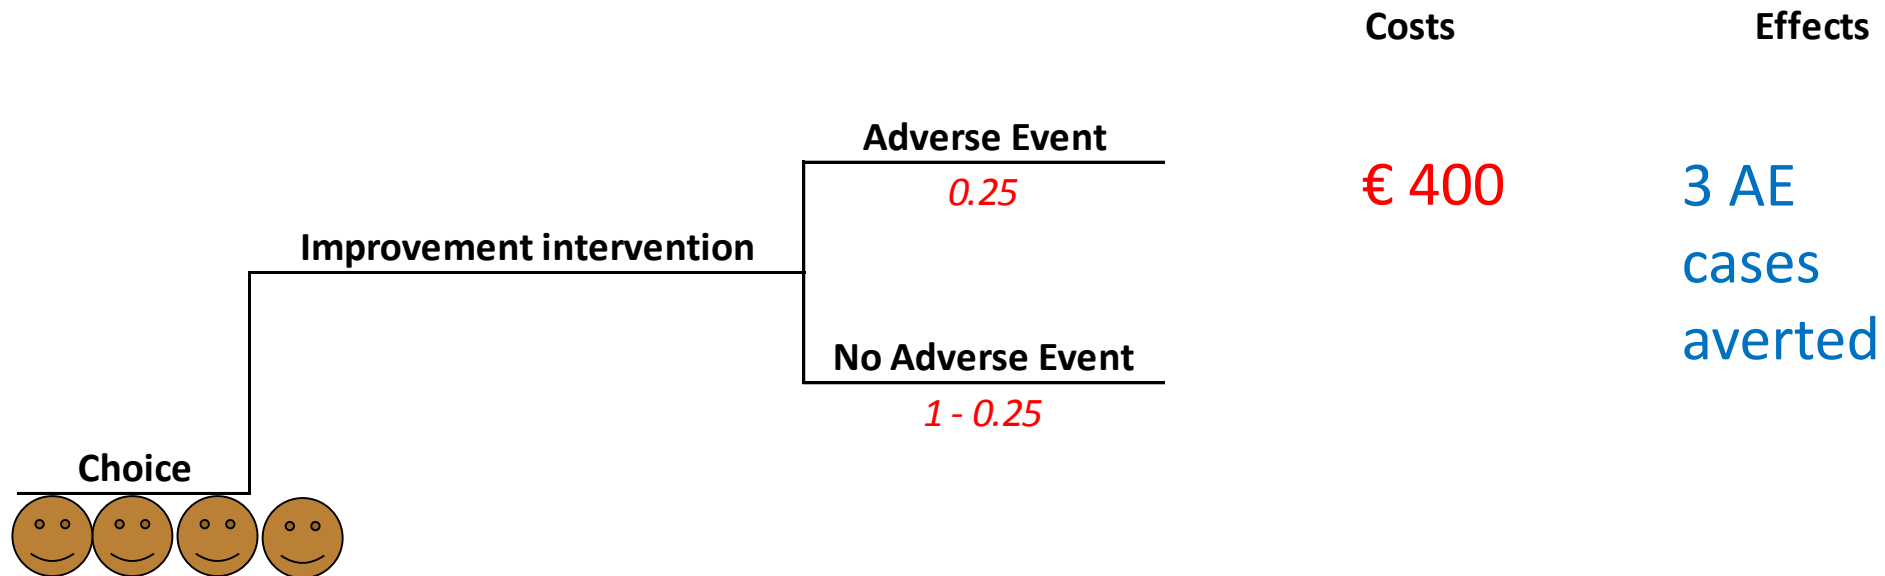 Costs
Effects
Adverse Event
0.25
€ 400
3 AE
cases
averted
Improvement intervention
No Adverse Event
1 - 0.25
Choice